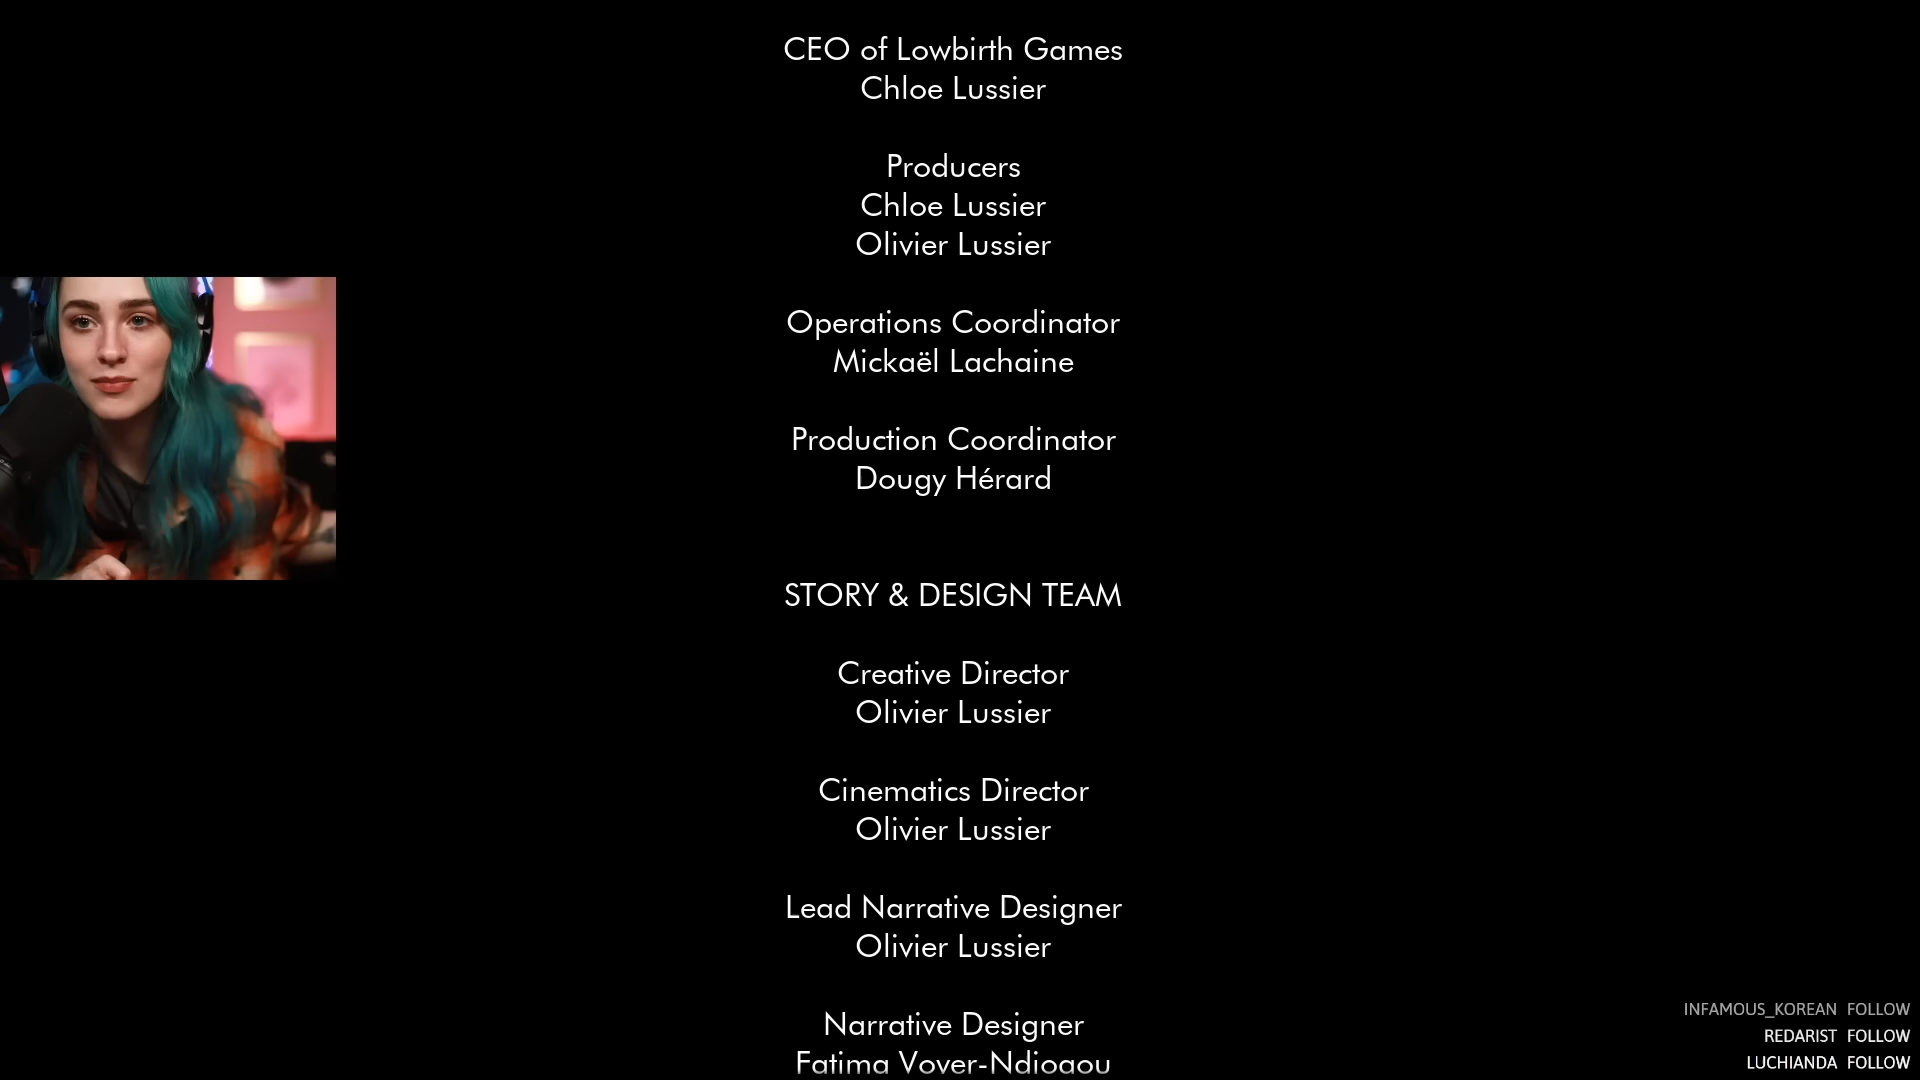 CEO of Lowbirth Games
Chloe Lussier
Producers
Chloe Lussier
Olivier Lussier
Operations Coordinator
Mickaël Lachaine
Production Coordinator
Dougy Hérard
STORY & DESIGN TEAM
Creative Director
Olivier Lussier
Cinematics Director
Olivier Lussier
Lead Narrative Designer
Olivier Lussier
Narrative Designer
Fatima Voyer-Ndiogou
INFAMOUS_KOREAN FOLLOW
REDARIST FOLLOW
LUCHIANDA FOLLOW